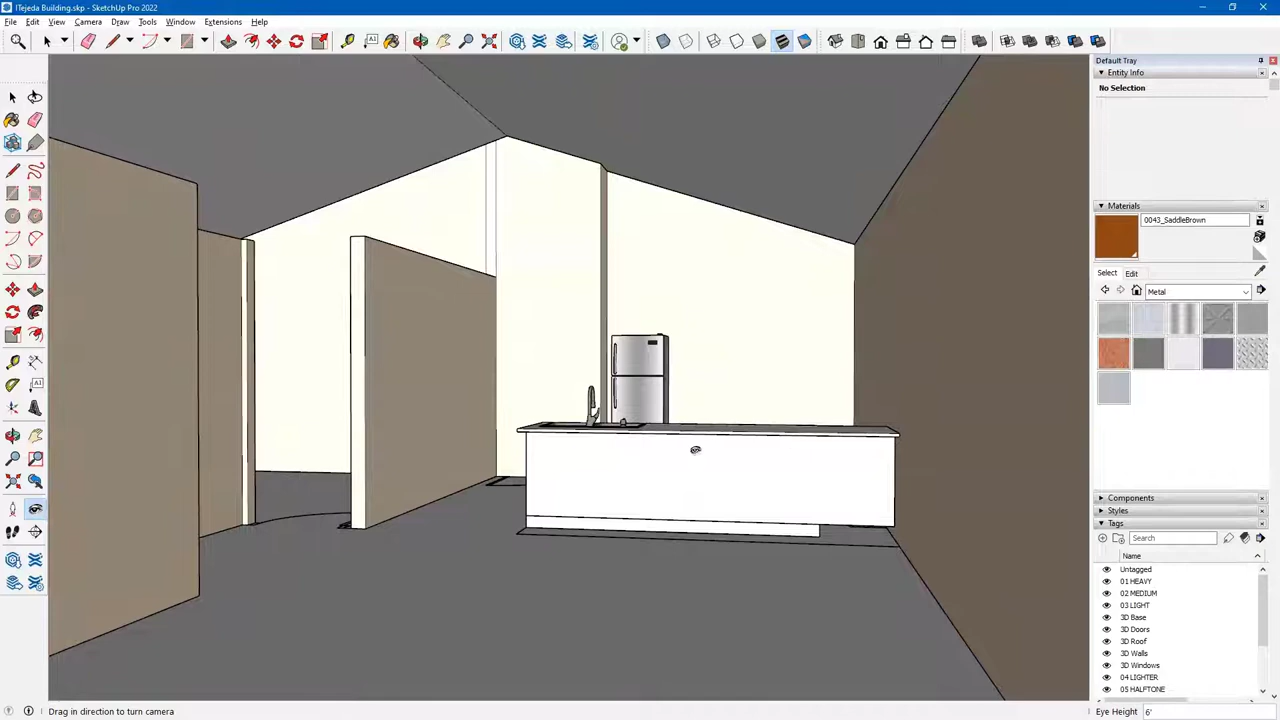 ITejeda Building.skp - SketchUp Pro 2022
File Edit View Camera Draw Tools Window Extensions Help
Default Tray
Entity Info
No Selection
Materials
0043_SaddleBrown
Select Edit
Metal
Components
Styles
Tags
Search
Name
Untagged
01 HEAVY
02 MEDIUM
03 LIGHT
3D Base
3D Doors
3D Roof
3D Walls
3D Windows
04 LIGHTER
05 HALFTONE
Drag in direction to turn camera
Eye Height 6'